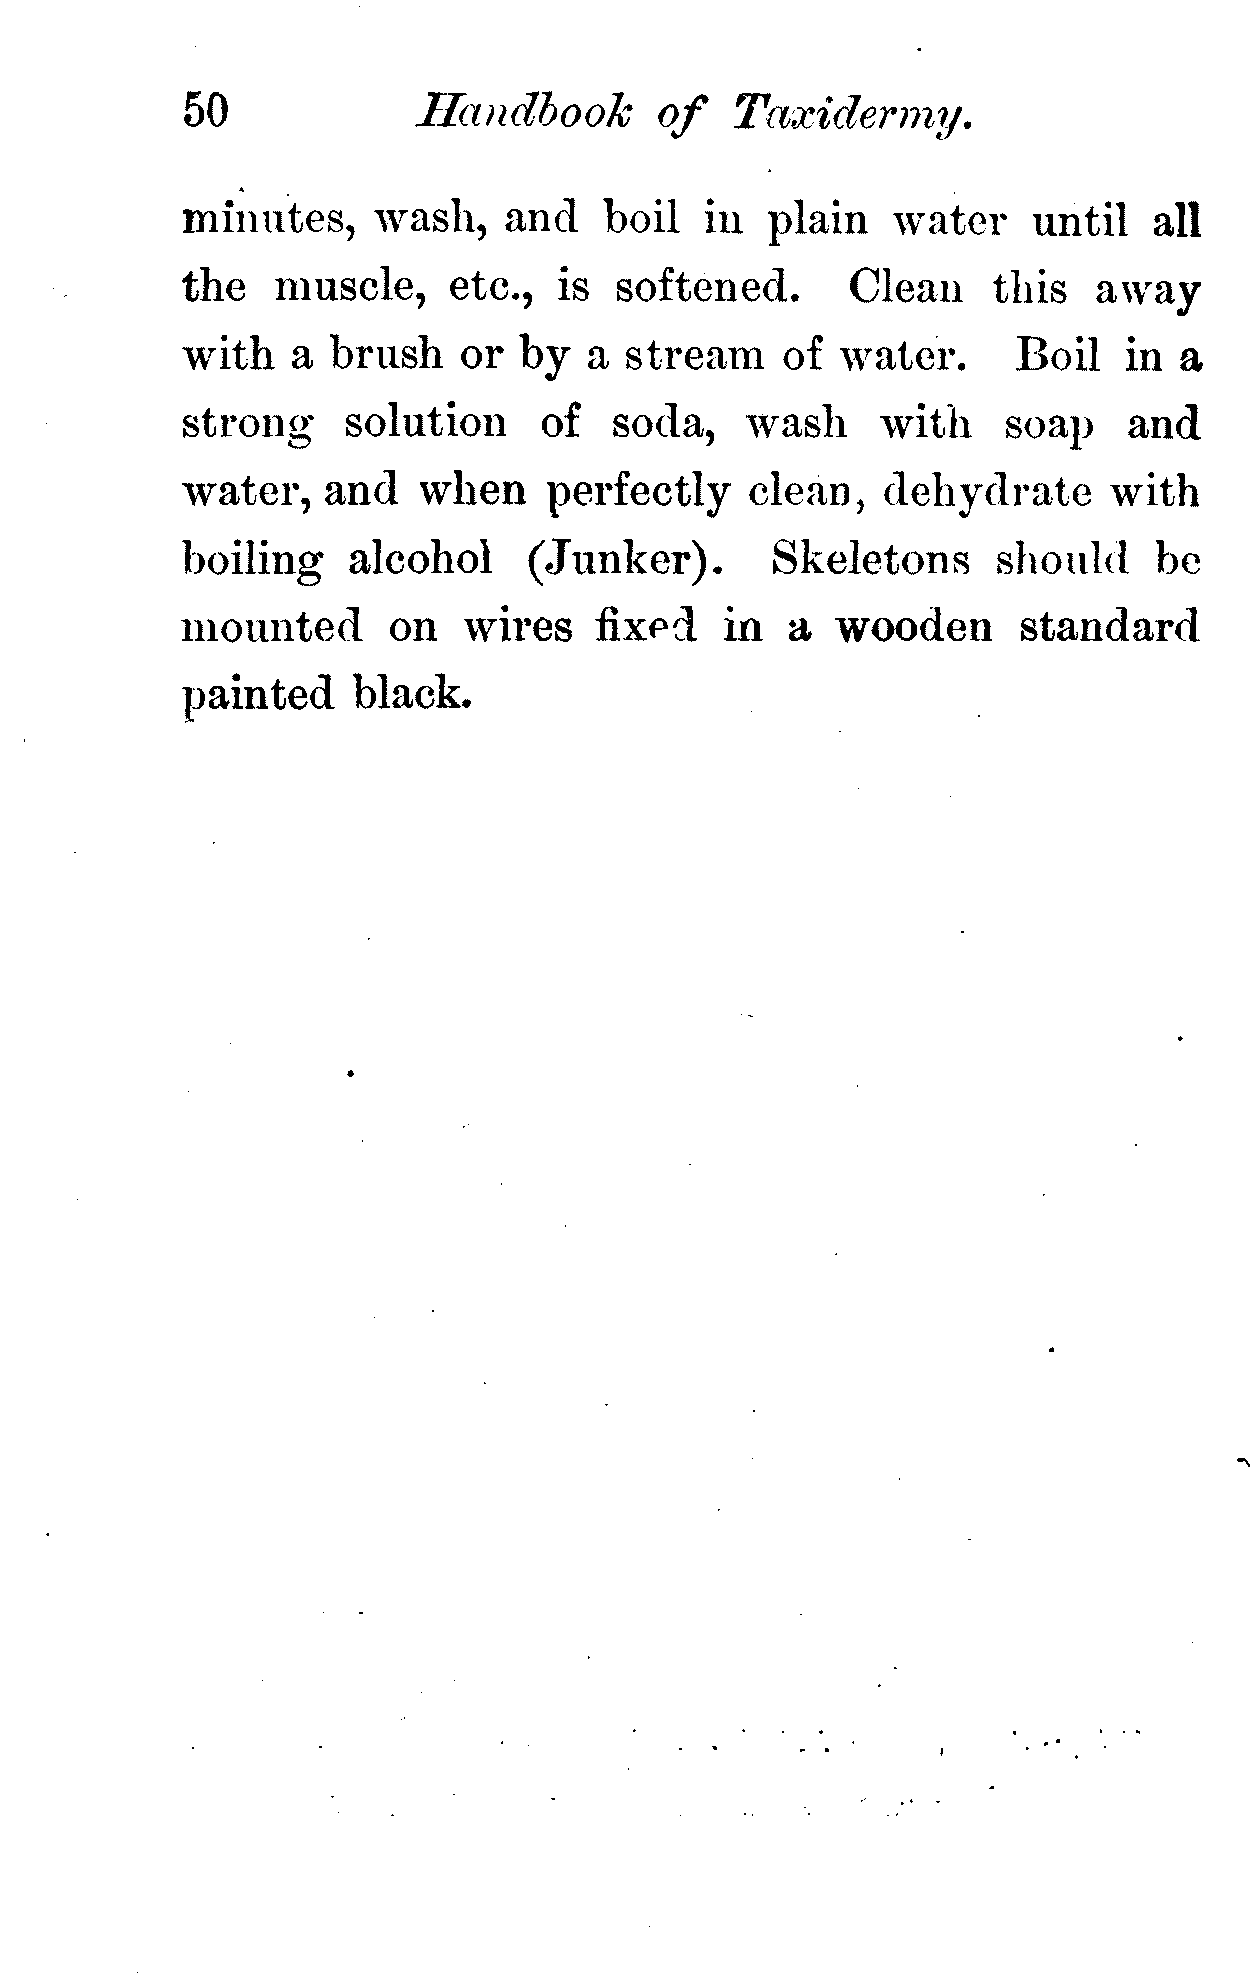 50 Handbook of Taxidermy.
minutes, wash, and boil in plain water until all
the muscle, etc., is softened. Clean this away
with a brush or by a stream of water. Boil in a
strong solution of soda, wash with soap and
water, and when perfectly clean, dehydrate with
boiling alcohol (Junker). Skeletons should be
mounted on wires fixed in a wooden standard
painted black.